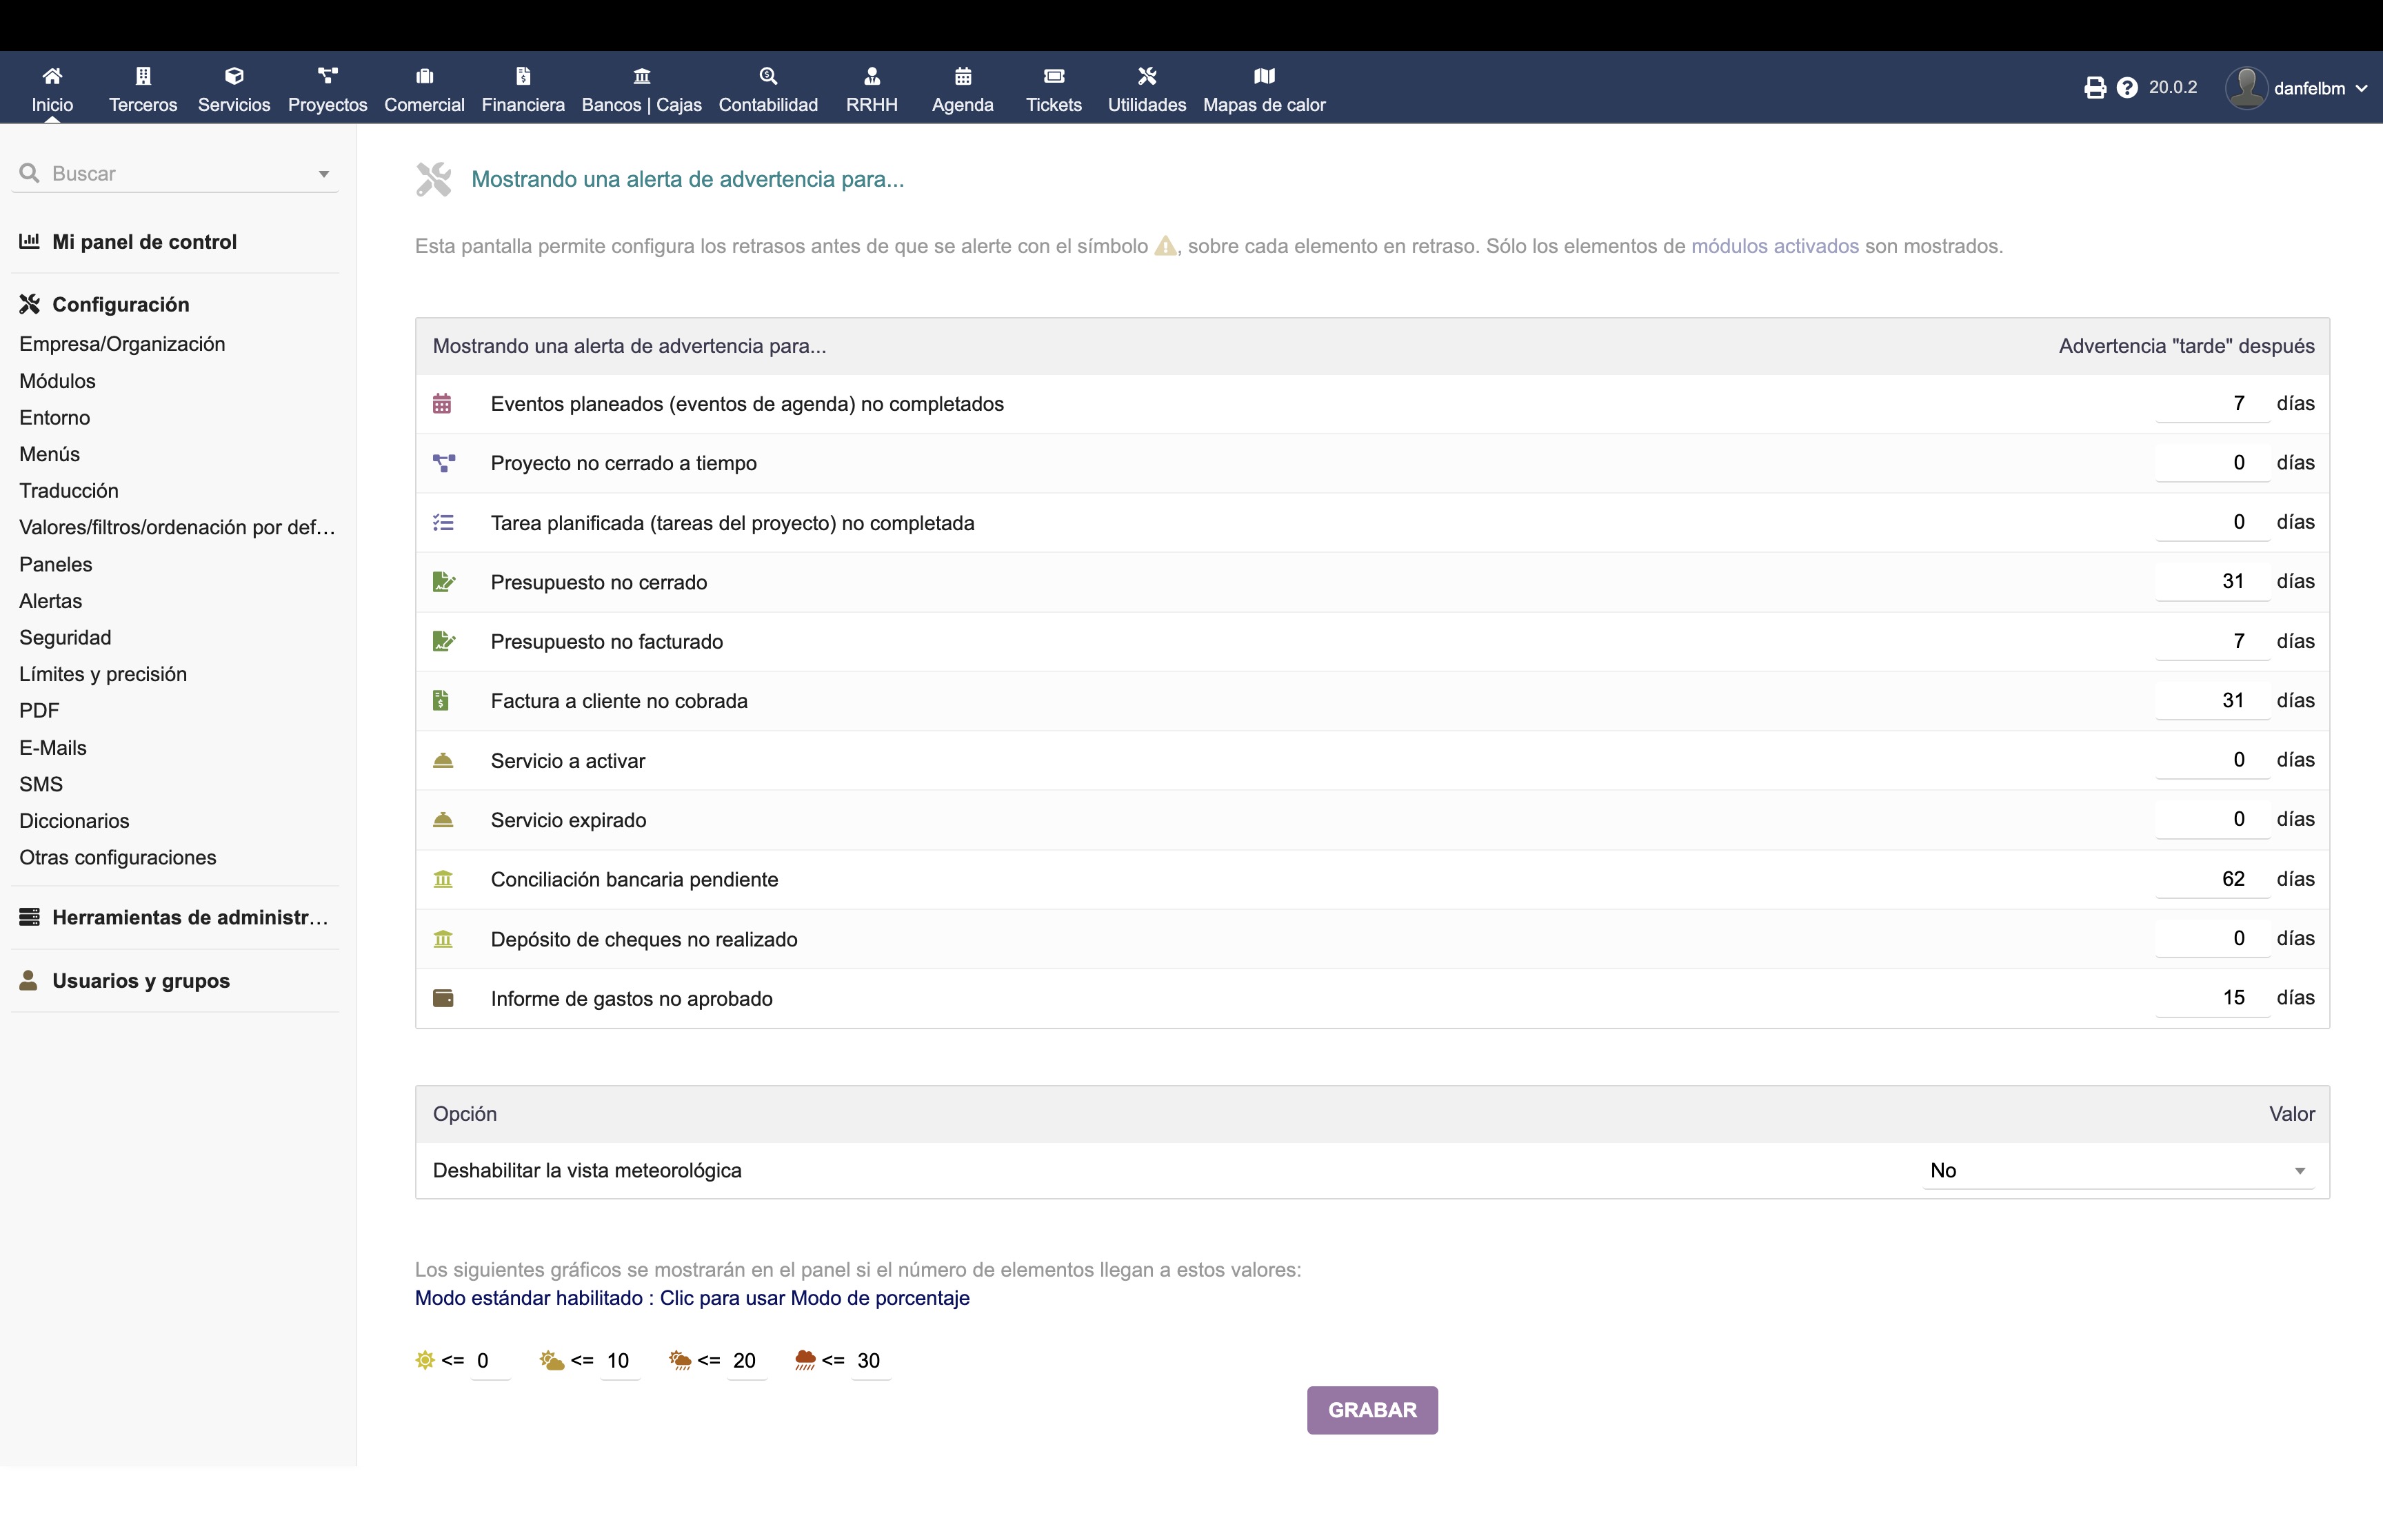 Inicio Terceros Servicios Proyectos Comercial Financiera Bancos | Cajas Contabilidad RRHH Agenda Tickets Utilidades Mapas de calor 20.0.2 danfelbm
Buscar
Mi panel de control
Configuración
Empresa/Organización
Módulos
Entorno
Menús
Traducción
Valores/filtros/ordenación por def...
Paneles
Alertas
Seguridad
Límites y precisión
PDF
E-Mails
SMS
Diccionarios
Otras configuraciones
Herramientas de administr...
Usuarios y grupos
Mostrando una alerta de advertencia para...
Esta pantalla permite configura los retrasos antes de que se alerte con el símbolo , sobre cada elemento en retraso. Sólo los elementos de módulos activados son mostrados.
Mostrando una alerta de advertencia para... Advertencia "tarde" después
Eventos planeados (eventos de agenda) no completados 7 días
Proyecto no cerrado a tiempo 0 días
Tarea planificada (tareas del proyecto) no completada 0 días
Presupuesto no cerrado 31 días
Presupuesto no facturado 7 días
Factura a cliente no cobrada 31 días
Servicio a activar 0 días
Servicio expirado 0 días
Conciliación bancaria pendiente 62 días
Depósito de cheques no realizado 0 días
Informe de gastos no aprobado 15 días
Opción Valor
Deshabilitar la vista meteorológica No
Los siguientes gráficos se mostrarán en el panel si el número de elementos llegan a estos valores:
Modo estándar habilitado : Clic para usar Modo de porcentaje
<= 0 <= 10 <= 20 <= 30
GRABAR